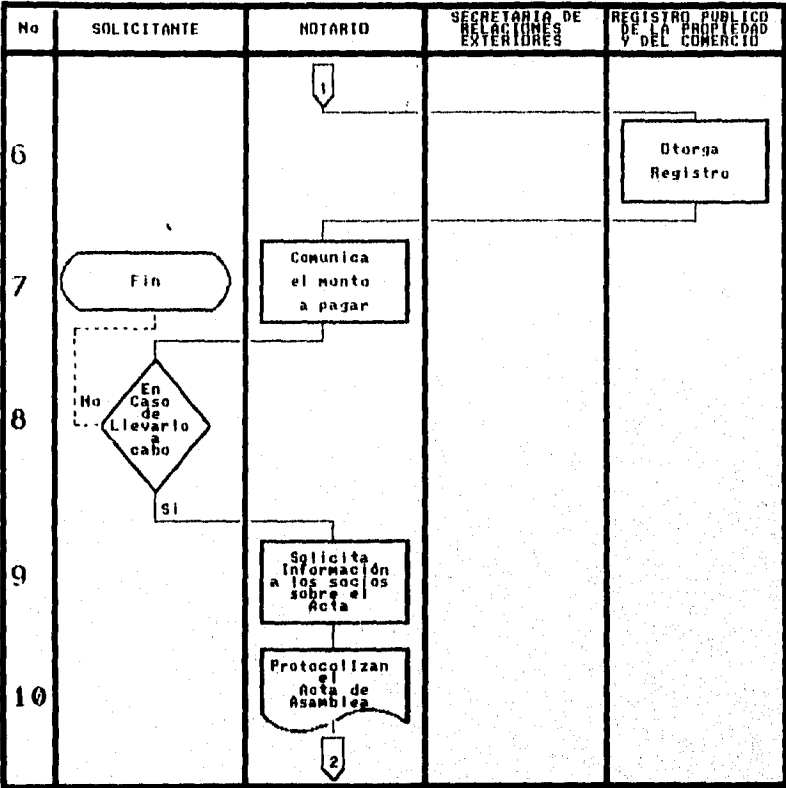 No
SOLICITANTE
NOTARIO
SECRETARIA DE
RELACIONES
EXTERIORES
REGISTRO PUBLICO
DE LA PROPIEDAD
Y DEL COMERCIO
1
6
Otorga
Registro
7
Fin
Comunica
el monto
a pagar
8
No
En
Caso
de
Llevarlo
a
cabo
Si
9
Solicita
Información
a los socios
sobre el
Acta
10
Protocolizan
el
Acta de
Asamblea
2